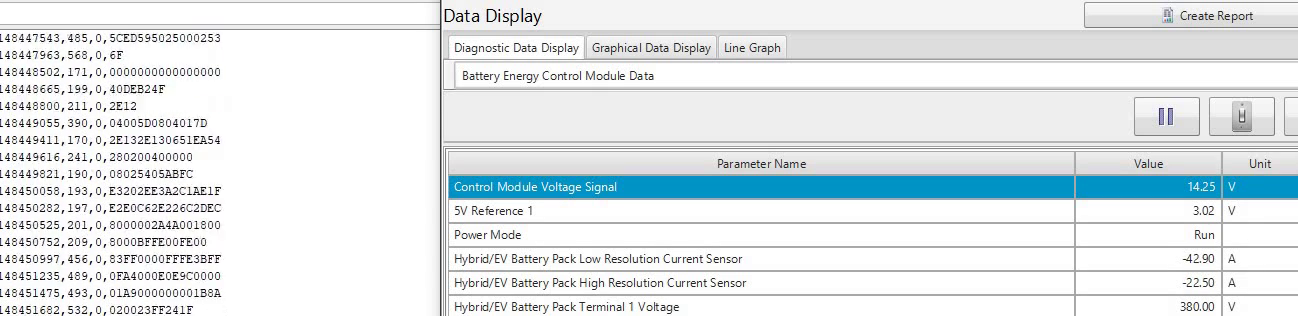 148447543,485,0,5CED595025000253
148447963,568,0,6F
148448502,171,0,0000000000000000
148448665,199,0,40DEB24F
148448800,211,0,2E12
148449055,390,0,04005D0804017D
148449411,170,0,2E132E130651EA54
148449616,241,0,280200400000
148449821,190,0,08025405ABFC
148450058,193,0,E3202EE3A2C1AE1F
148450282,197,0,E2E0C62E226C2DEC
148450525,201,0,8000002A4A001800
148450752,209,0,8000BFFE00FE00
148450997,456,0,83FF0000FFFE3BFF
148451235,489,0,0FA4000E0E9C0000
148451475,493,0,01A9000000001B8A
148451682,532,0,020023FF241F
Data Display
Create Report
Diagnostic Data Display Graphical Data Display Line Graph
Battery Energy Control Module Data
Parameter Name Value Unit
Control Module Voltage Signal 14.25 V
5V Reference 1 3.02 V
Power Mode Run
Hybrid/EV Battery Pack Low Resolution Current Sensor -42.90 A
Hybrid/EV Battery Pack High Resolution Current Sensor -22.50 A
Hybrid/EV Battery Pack Terminal 1 Voltage 380.00 V